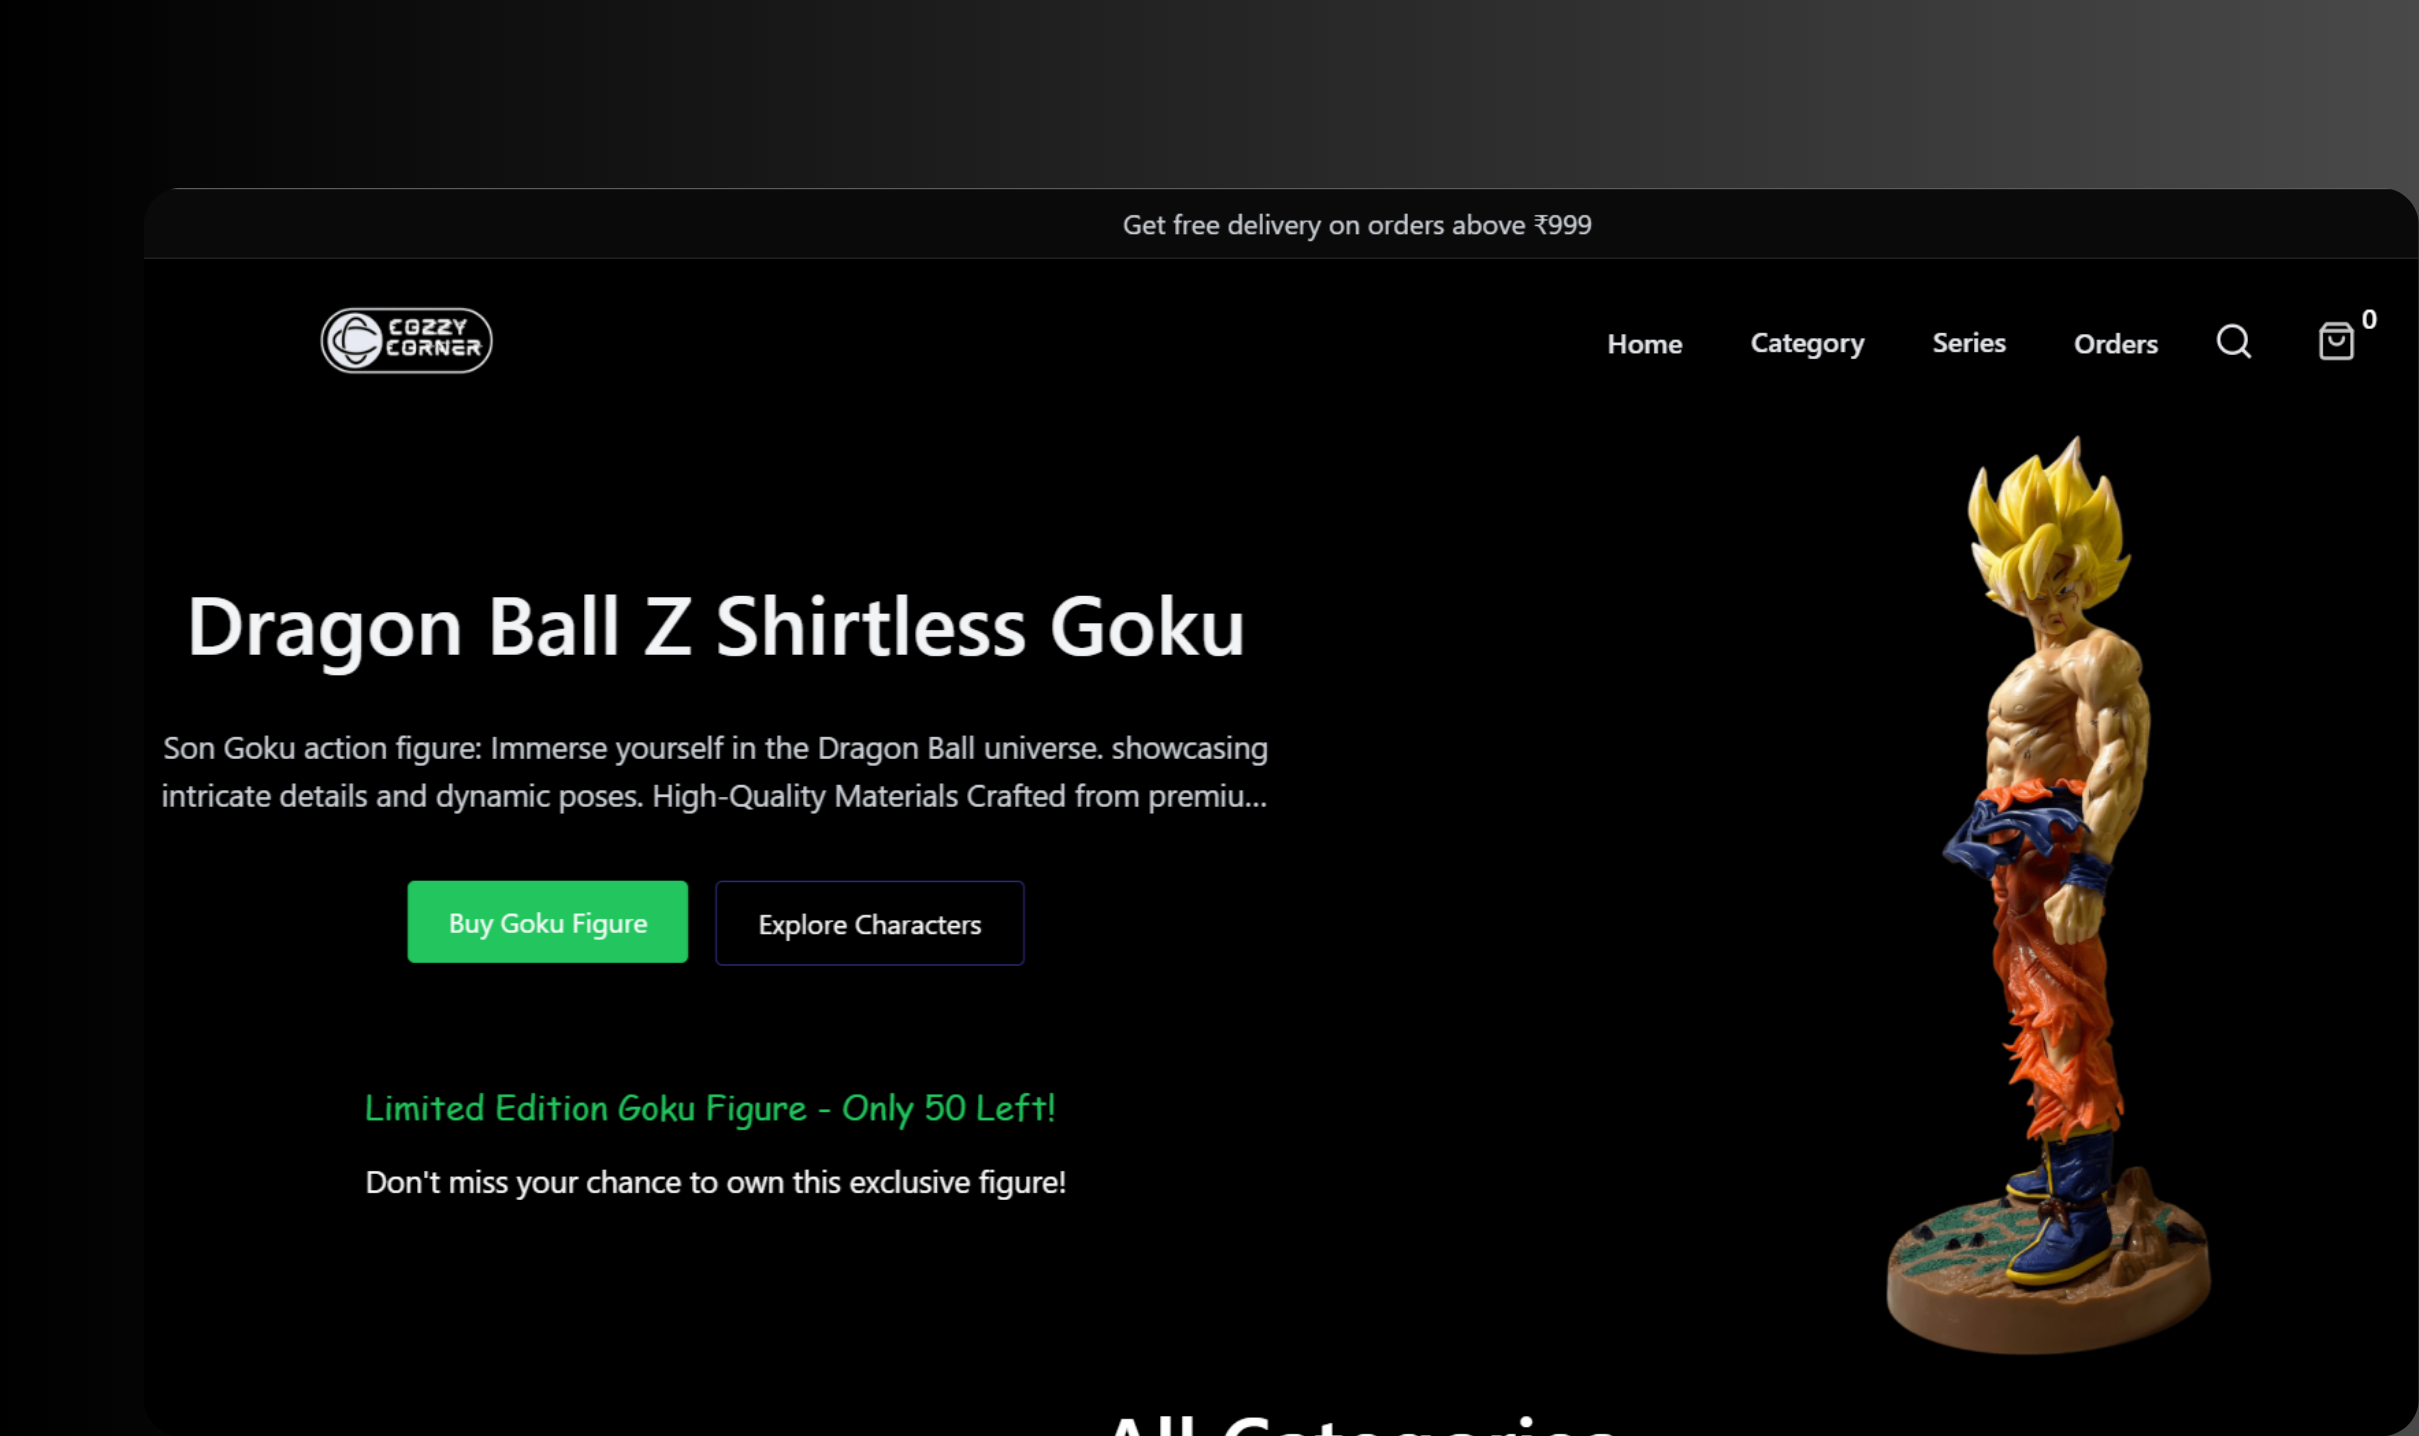 Get free delivery on orders above ₹999
COZZY
CORNER
Home Category Series Orders 0
Dragon Ball Z Shirtless Goku
Son Goku action figure: Immerse yourself in the Dragon Ball universe. showcasing
intricate details and dynamic poses. High-Quality Materials Crafted from premiu...
Buy Goku Figure Explore Characters
Limited Edition Goku Figure - Only 50 Left!
Don't miss your chance to own this exclusive figure!
All Categories